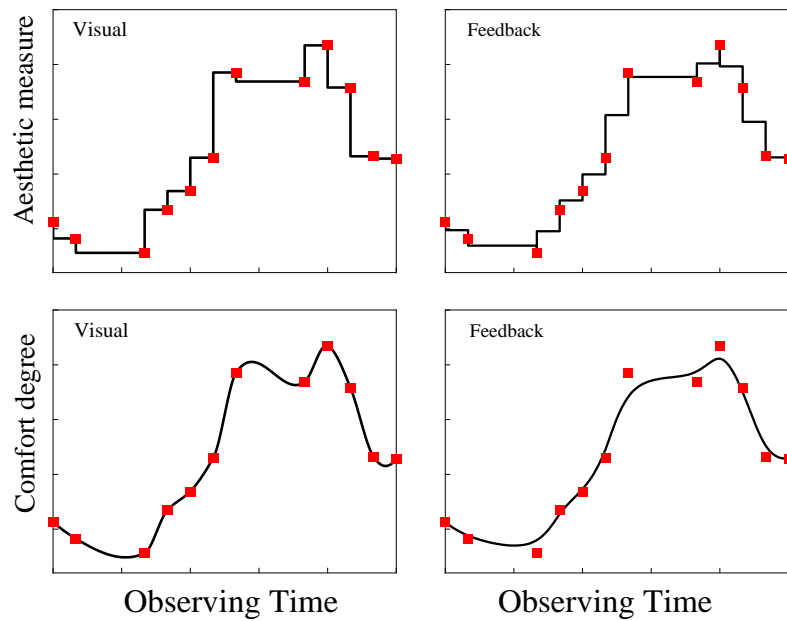 Visual
Feedback
Aesthetic measure
Visual
Feedback
Comfort degree
Observing Time
Observing Time